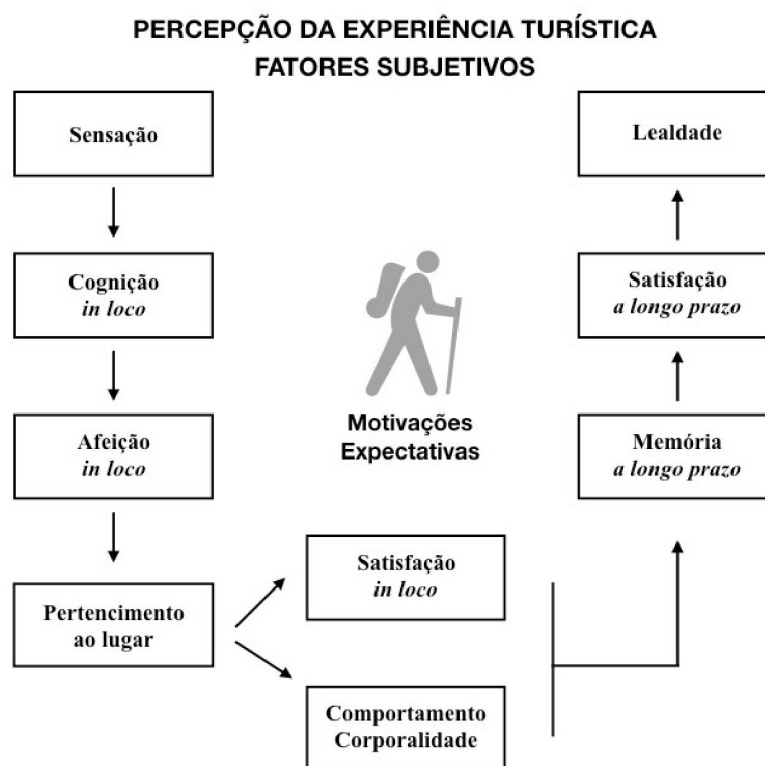 PERCEPÇÃO DA EXPERIÊNCIA TURÍSTICA
FATORES SUBJETIVOS
Sensação
Cognição
in loco
Afeição
in loco
Pertencimento
ao lugar
Motivações
Expectativas
Satisfação
in loco
Comportamento
Corporalidade
Memória
a longo prazo
Satisfação
a longo prazo
Lealdade